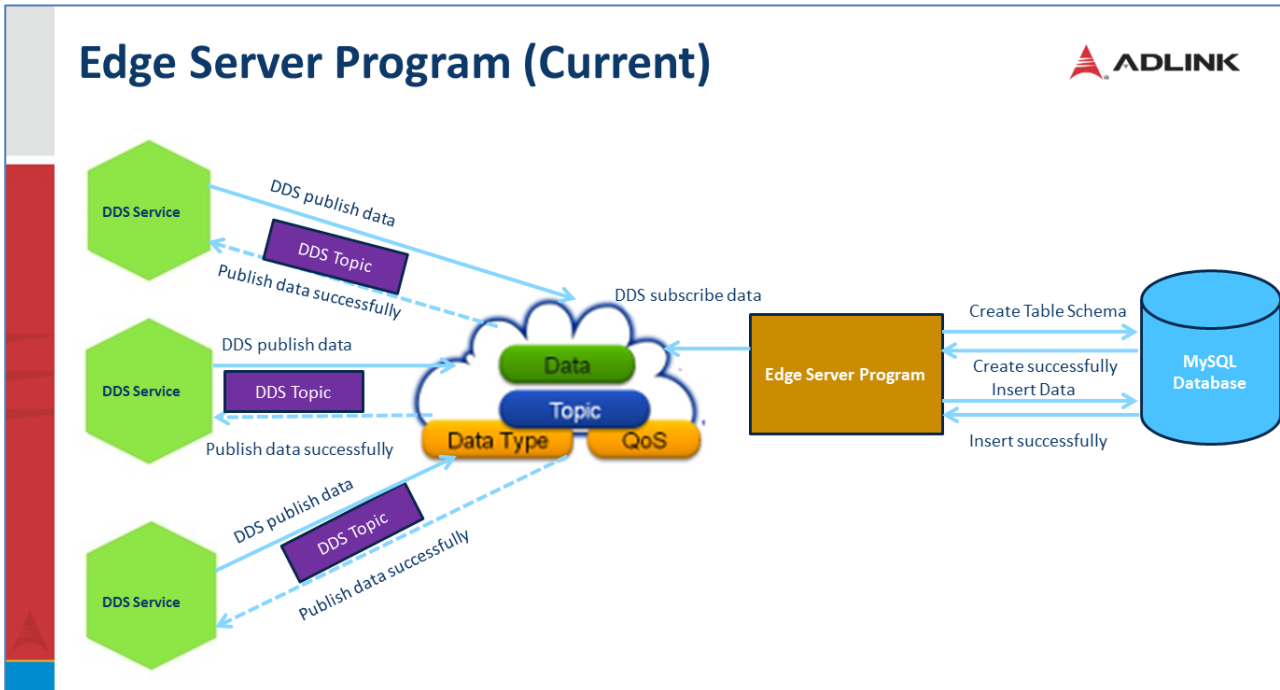 Edge Server Program (Current)
ADLINK
DDS Service
DDS publish data
DDS Topic
Publish data successfully
DDS Service
DDS publish data
DDS Topic
Publish data successfully
DDS Service
DDS publish data
DDS Topic
Publish data successfully
Data
Topic
Data Type
QoS
DDS subscribe data
Edge Server Program
Create Table Schema
Create successfully
Insert Data
Insert successfully
MySQL
Database